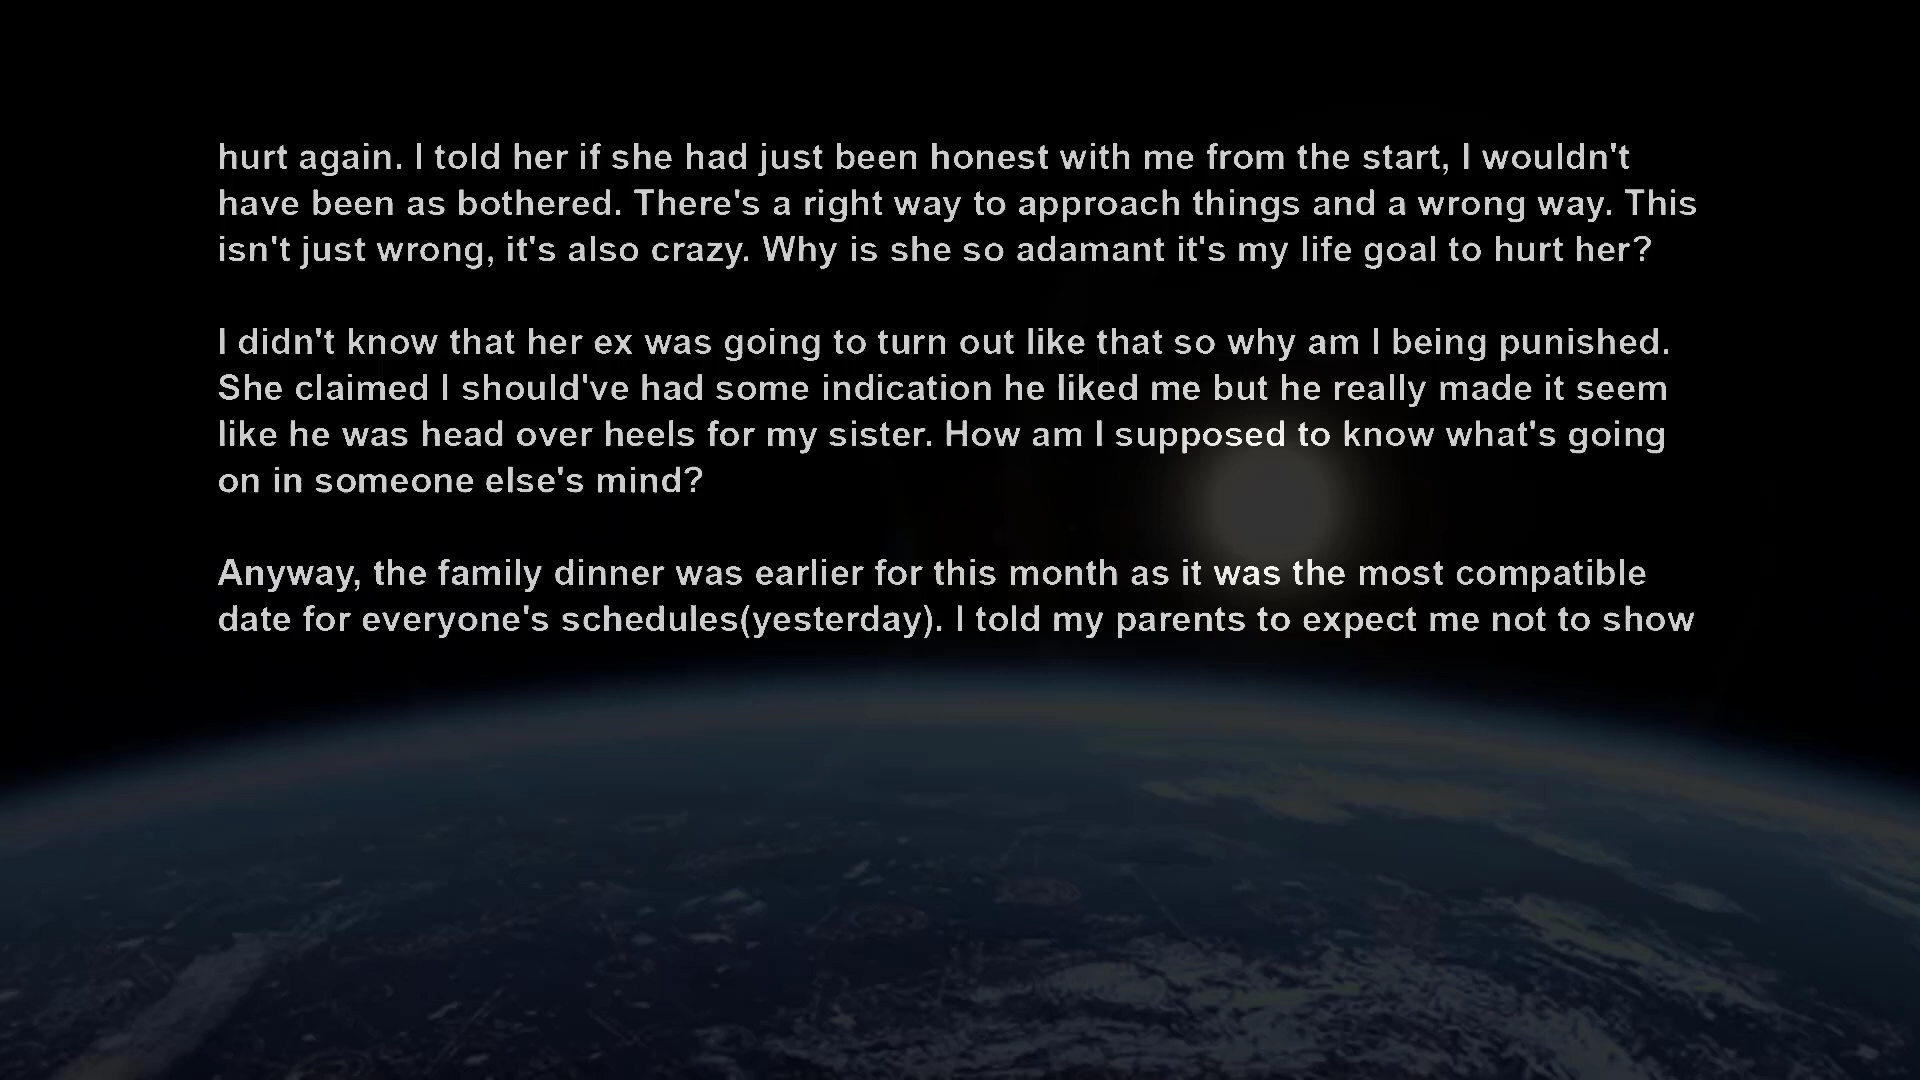 hurt again. I told her if she had just been honest with me from the start, I wouldn't
have been as bothered. There's a right way to approach things and a wrong way. This
isn't just wrong, it's also crazy. Why is she so adamant it's my life goal to hurt her?
I didn't know that her ex was going to turn out like that so why am I being punished.
She claimed I should've had some indication he liked me but he really made it seem
like he was head over heels for my sister. How am I supposed to know what's going
on in someone else's mind?
Anyway, the family dinner was earlier for this month as it was the most compatible
date for everyone's schedules(yesterday). I told my parents to expect me not to show